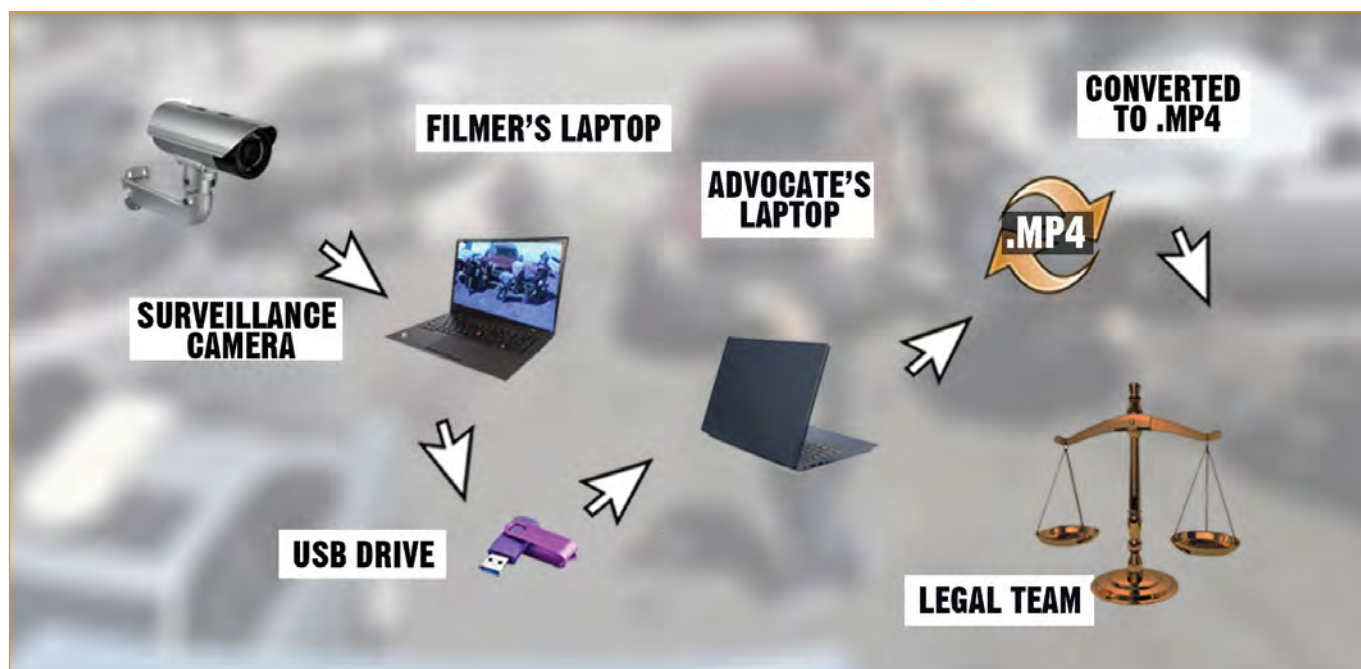 SURVEILLANCE
CAMERA
FILMER'S LAPTOP
USB DRIVE
ADVOCATE'S
LAPTOP
.MP4
CONVERTED
TO .MP4
LEGAL TEAM